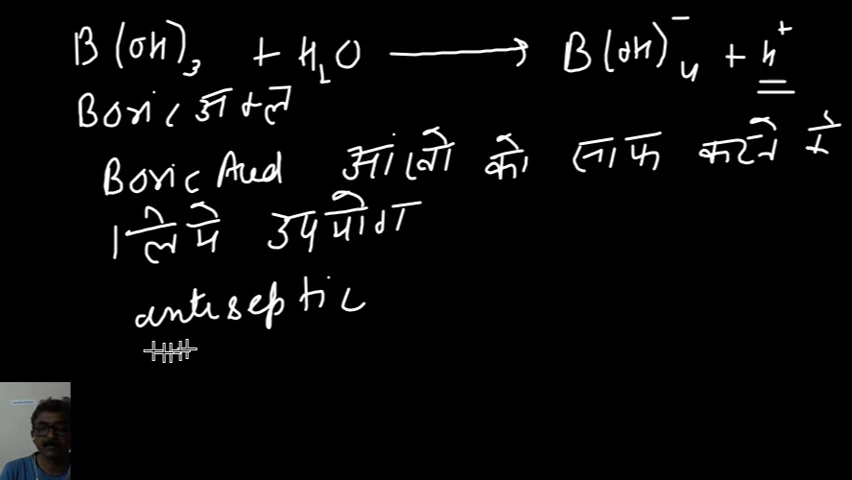 B(OH)₃ + H₂O ⟶ B(OH)₄⁻ + H⁺
Boric अम्ल
Boric Acid आंखो को साफ करने के
लिये उपयोग
antiseptic